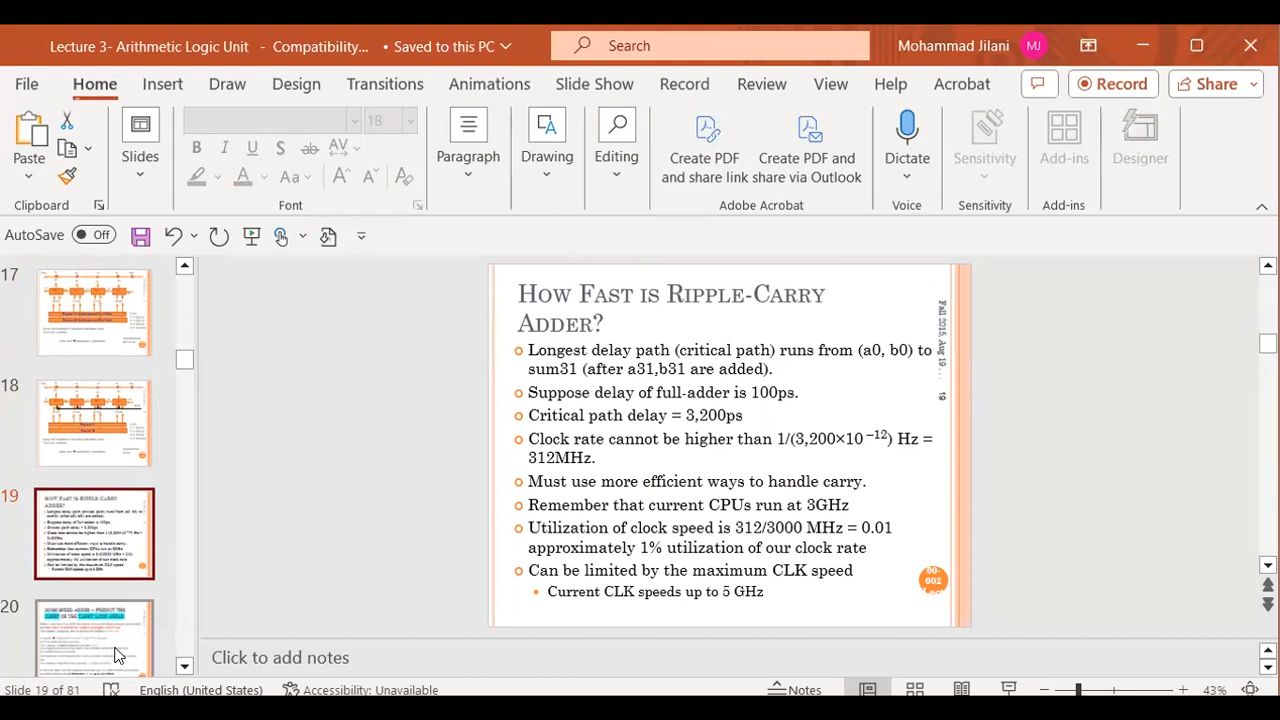 Lecture 3- Arithmetic Logic Unit - Compatibility... • Saved to this PC
Search
Mohammad Jilani
MJ
File Home Insert Draw Design Transitions Animations Slide Show Record Review View Help Acrobat
Record
Share
18
Paste
Slides
Paragraph
Drawing
Editing
Create PDF and share link
Create PDF and share via Outlook
Dictate
Sensitivity
Add-ins
Designer
Clipboard
Font
Adobe Acrobat
Voice
Sensitivity
Add-ins
AutoSave Off
17
18
19
20
HOW FAST IS RIPPLE-CARRY
ADDER?
Longest delay path (critical path) runs from (a0, b0) to
sum31 (after a31,b31 are added).
Suppose delay of full-adder is 100ps.
Critical path delay = 3,200ps
Clock rate cannot be higher than 1/(3,200×10⁻¹²) Hz =
312MHz.
Must use more efficient ways to handle carry.
Remember that current CPUs run at 3GHz
Utilization of clock speed is 312/3000 MHz = 0.01
approximately 1% utilization of our clock rate
Can be limited by the maximum CLK speed
Current CLK speeds up to 5 GHz
Fall 2015, Aug 19 . . .
19
00-
002
Click to add notes
Slide 19 of 81
English (United States)
Accessibility: Unavailable
Notes
43%